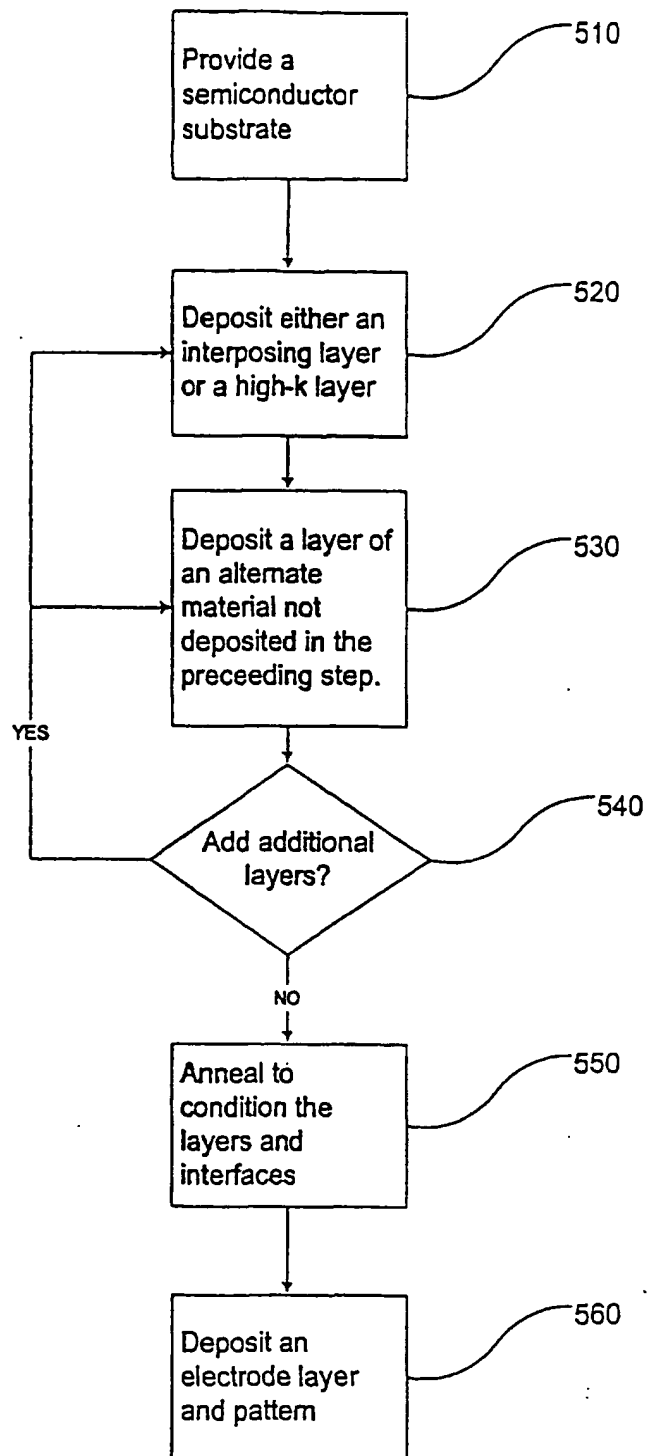 Provide a
semiconductor
substrate
510
Deposit either an
interposing layer
or a high-k layer
520
Deposit a layer of
an alternate
material not
deposited in the
preceeding step.
530
YES
Add additional
layers?
540
NO
Anneal to
condition the
layers and
interfaces
550
Deposit an
electrode layer
and pattern
560